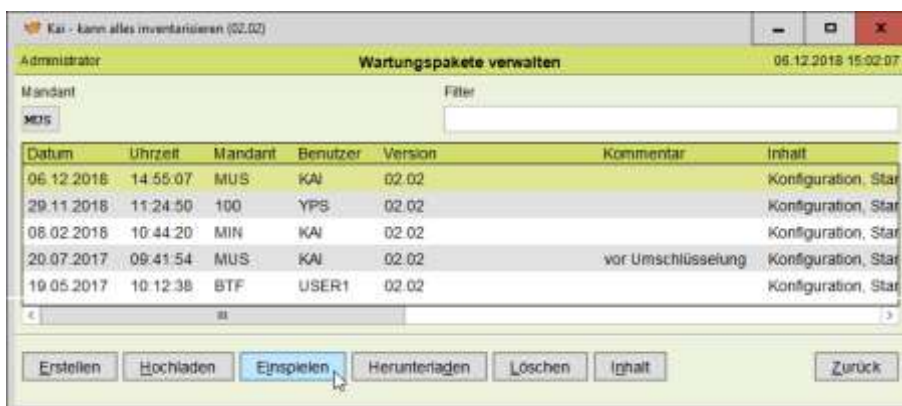 Kai - kann alles inventarisieren (02.02)
Administrator Wartungspakete verwalten 06.12.2018 15:02:07
Mandant Filter
MUS
Datum Uhrzeit Mandant Benutzer Version Kommentar Inhalt
06.12.2018 14:55:07 MUS KAI 02.02 Konfiguration, Star
29.11.2018 11:24:50 100 YPS 02.02 Konfiguration, Star
08.02.2018 10:44:20 MIN KAI 02.02 Konfiguration, Star
20.07.2017 09:41:54 MUS KAI 02.02 vor Umschlüsselung Konfiguration, Star
19.05.2017 10:12:38 BTF USER1 02.02 Konfiguration, Star
Erstellen Hochladen Einspielen Herunterladen Löschen Inhalt Zurück